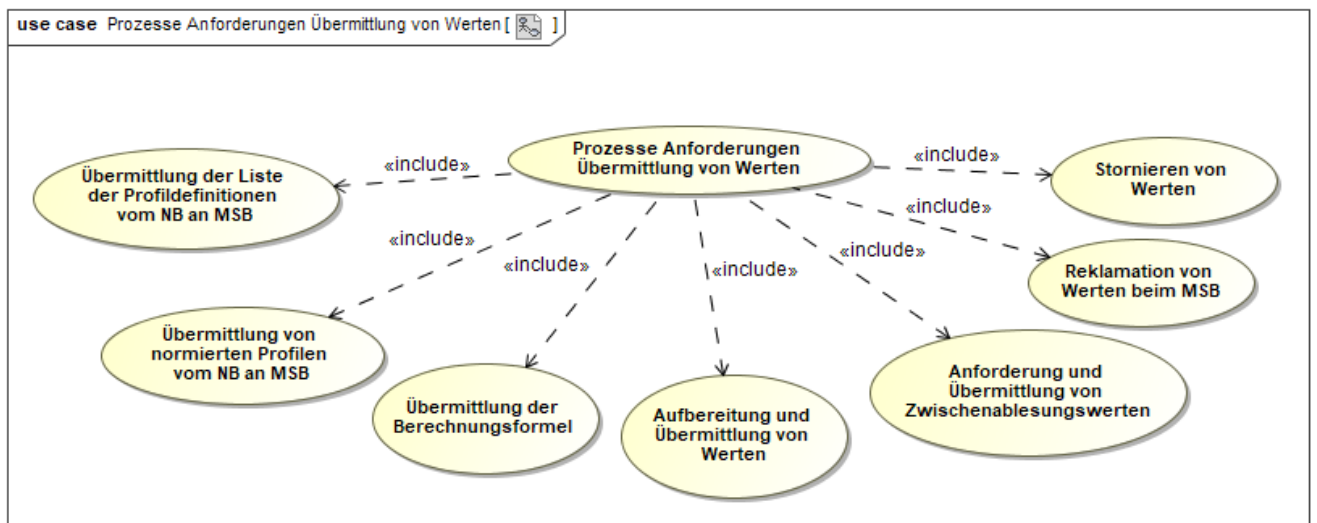 use case Prozesse Anforderungen Übermittlung von Werten [ ]
Prozesse Anforderungen
Übermittlung von Werten
«include»
Übermittlung der Liste
der Profildefinitionen
vom NB an MSB
«include»
Übermittlung von
normierten Profilen
vom NB an MSB
«include»
Übermittlung der
Berechnungsformel
«include»
Aufbereitung und
Übermittlung von
Werten
«include»
Anforderung und
Übermittlung von
Zwischenablesungswerten
«include»
Reklamation von
Werten beim MSB
«include»
Stornieren von
Werten